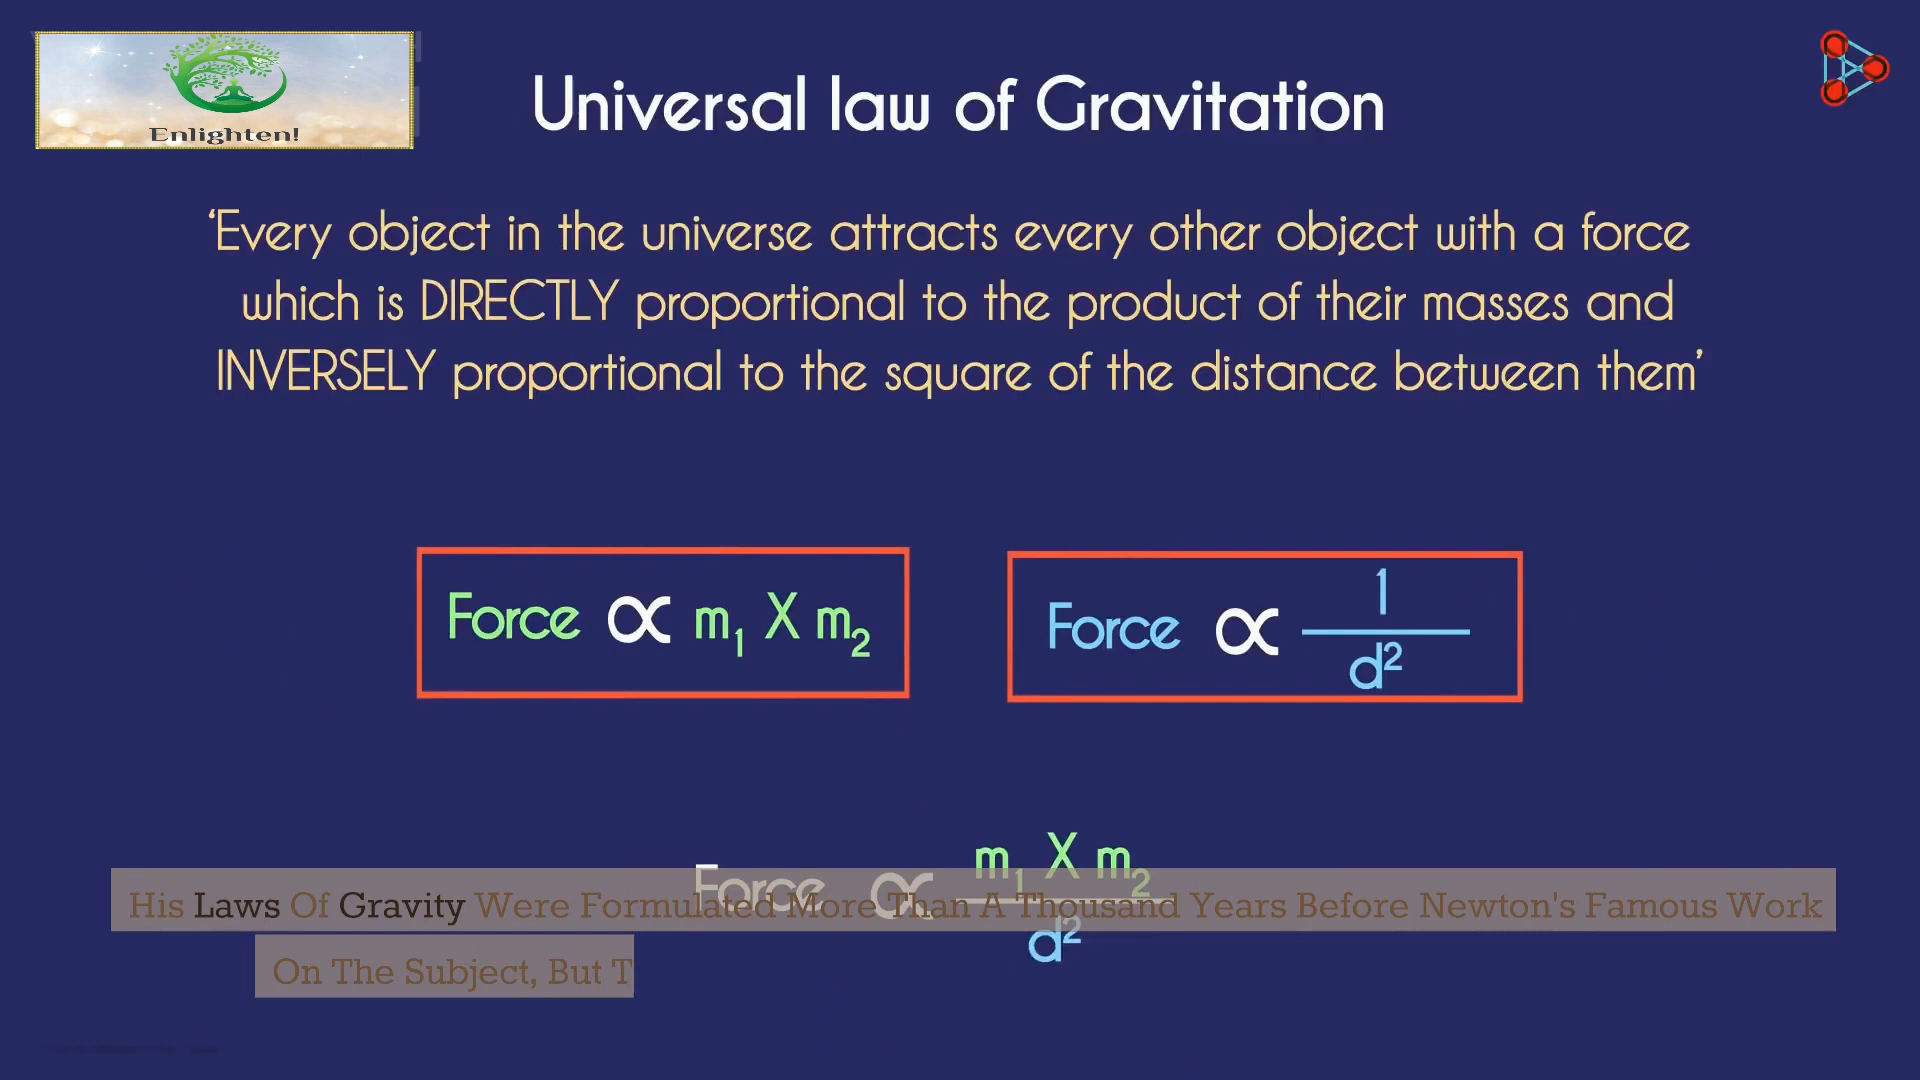 Enlighten!
Universal law of Gravitation
‘Every object in the universe attracts every other object with a force
which is DIRECTLY proportional to the product of their masses and
INVERSELY proportional to the square of the distance between them’
Force ∝ m₁ X m₂
Force ∝ 1
d²
m₁ X m₂
Force ∝
d²
His Laws Of Gravity Were Formulated More Than A Thousand Years Before Newton's Famous Work
On The Subject, But T